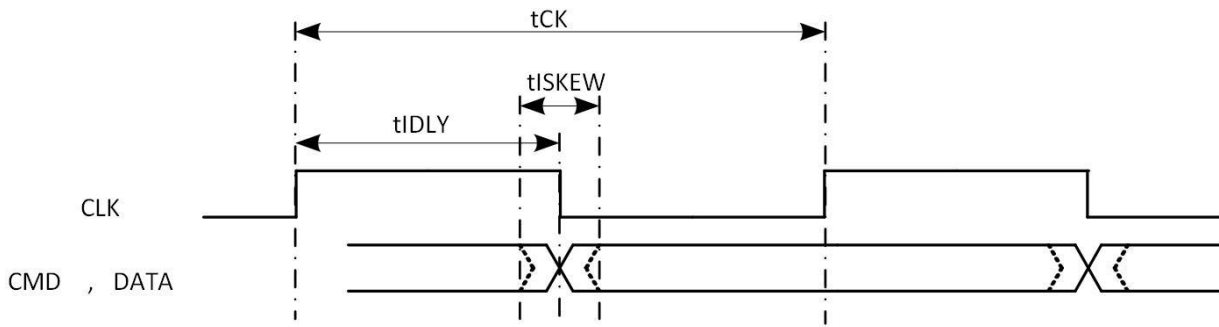 tCK
tISKEW
tIDLY
CLK
CMD , DATA